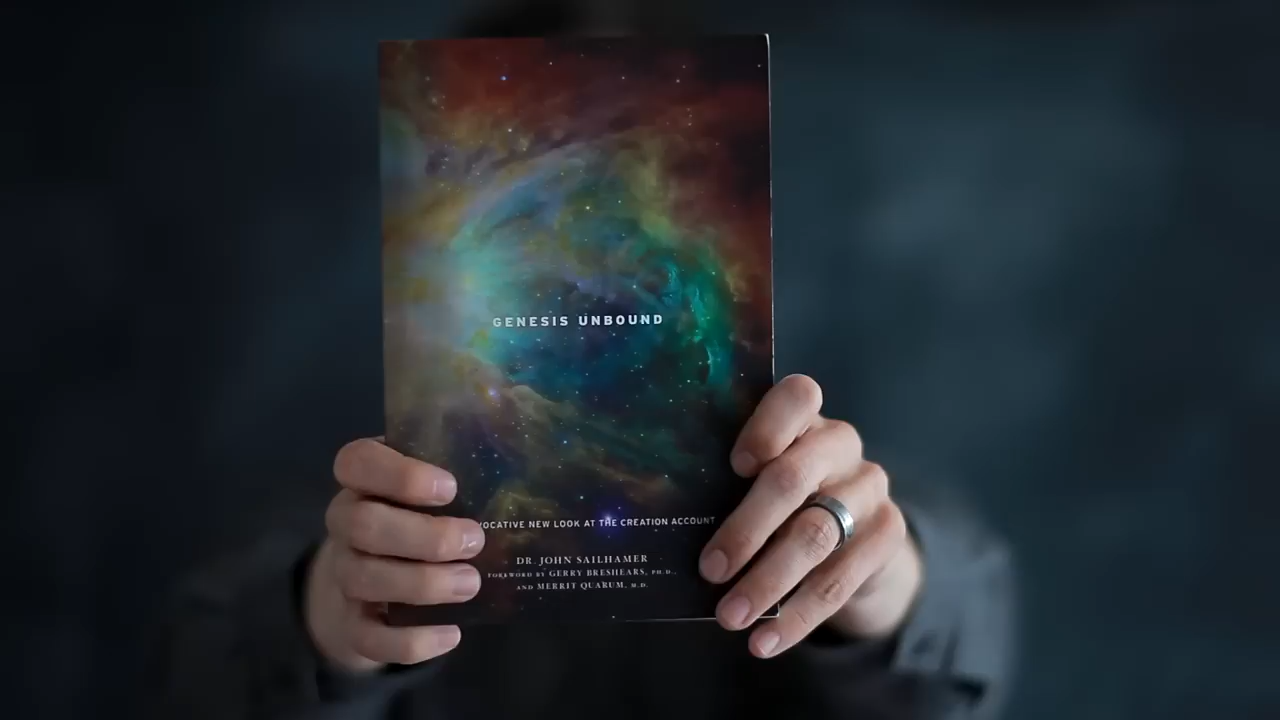 GENESIS UNBOUND
VOCATIVE NEW LOOK AT THE CREATION ACCOUNT
DR. JOHN SAILHAMER
FOREWORD BY GERRY BRESHEARS, PH.D.,
AND MERRIT QUARUM, M.D.